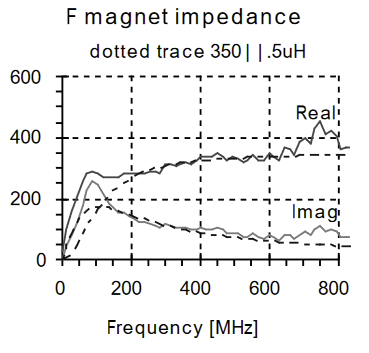 F magnet impedance
dotted trace 350||.5uH
600
Real
400
200
Imag
0
0 200 400 600 800
Frequency [MHz]